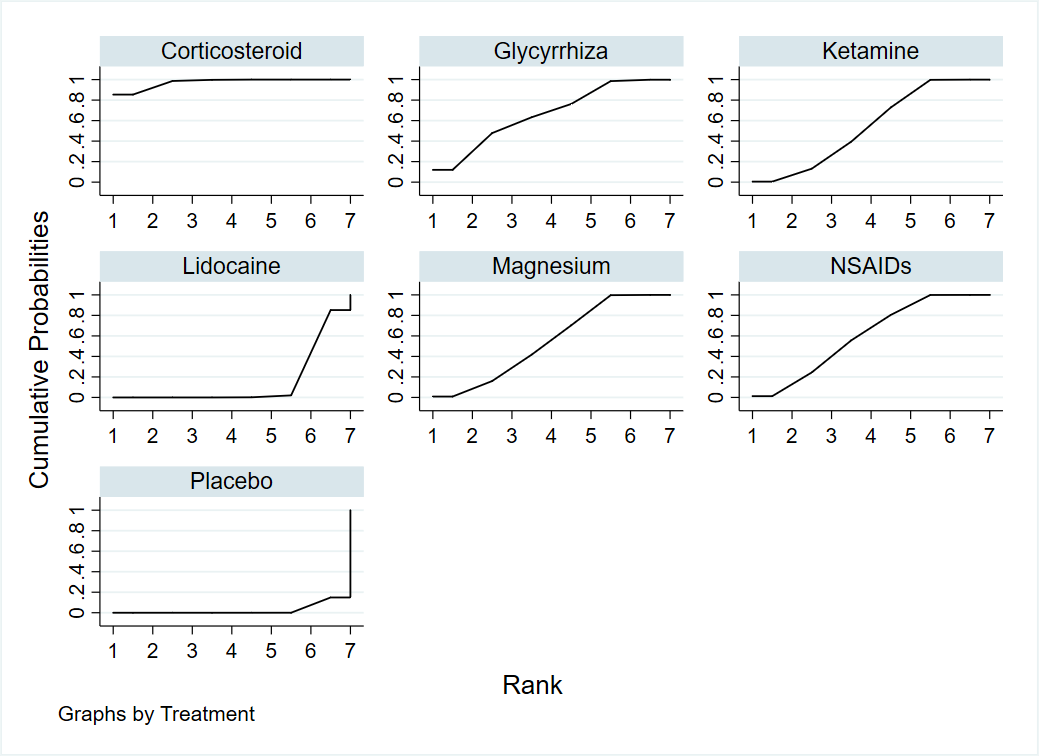 Cumulative Probabilities
Corticosteroid
0 .2 .4 .6 .8 1
1 2 3 4 5 6 7
Glycyrrhiza
0 .2 .4 .6 .8 1
1 2 3 4 5 6 7
Ketamine
0 .2 .4 .6 .8 1
1 2 3 4 5 6 7
Lidocaine
0 .2 .4 .6 .8 1
1 2 3 4 5 6 7
Magnesium
0 .2 .4 .6 .8 1
1 2 3 4 5 6 7
NSAIDs
0 .2 .4 .6 .8 1
1 2 3 4 5 6 7
Placebo
0 .2 .4 .6 .8 1
1 2 3 4 5 6 7
Rank
Graphs by Treatment